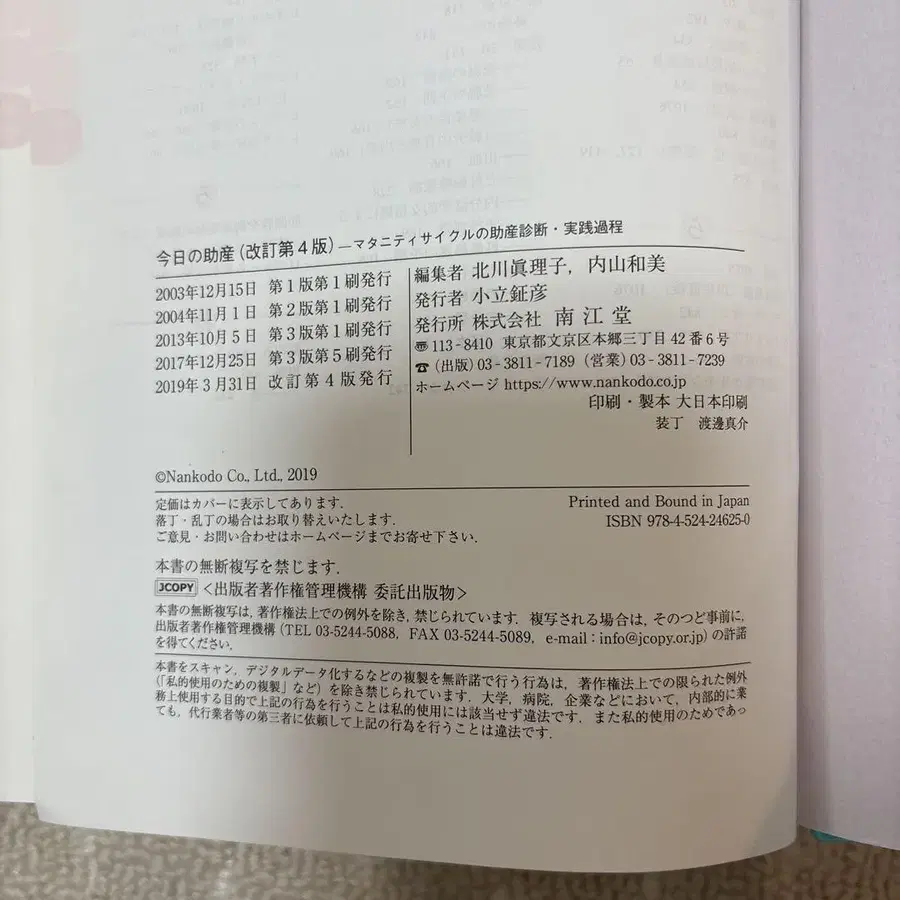 今日の助産（改訂第4版）―マタニティサイクルの助産診断・実践過程
2003年12月15日 第1版第1刷発行
2004年11月1日 第2版第1刷発行
2013年10月5日 第3版第1刷発行
2017年12月25日 第3版第5刷発行
2019年3月31日 改訂第4版発行
編集者 北川眞理子，内山和美
発行者 小立鉦彦
発行所 株式会社 南江堂
〠113-8410 東京都文京区本郷三丁目42番6号
☎(出版)03-3811-7189 (営業)03-3811-7239
ホームページ https://www.nankodo.co.jp
印刷・製本 大日本印刷
装丁 渡邊真介
©Nankodo Co., Ltd., 2019
定価はカバーに表示してあります．
落丁・乱丁の場合はお取り替えいたします．
ご意見・お問い合わせはホームページまでお寄せ下さい．
Printed and Bound in Japan
ISBN 978-4-524-24625-0
本書の無断複写を禁じます．
JCOPY〈出版者著作権管理機構 委託出版物〉
本書の無断複写は，著作権法上での例外を除き，禁じられています．複写される場合は，そのつど事前に，
出版者著作権管理機構（TEL 03-5244-5088，FAX 03-5244-5089，e-mail：info@jcopy.or.jp）の許諾
を得てください．
本書をスキャン，デジタルデータ化するなどの複製を無許諾で行う行為は，著作権法上での限られた例外
（「私的使用のための複製」など）を除き禁じられています．大学，病院，企業などにおいて，内部的に業
務上使用する目的で上記の行為を行うことは私的使用には該当せず違法です．また私的使用のためであっ
ても，代行業者等の第三者に依頼して上記の行為を行うことは違法です．